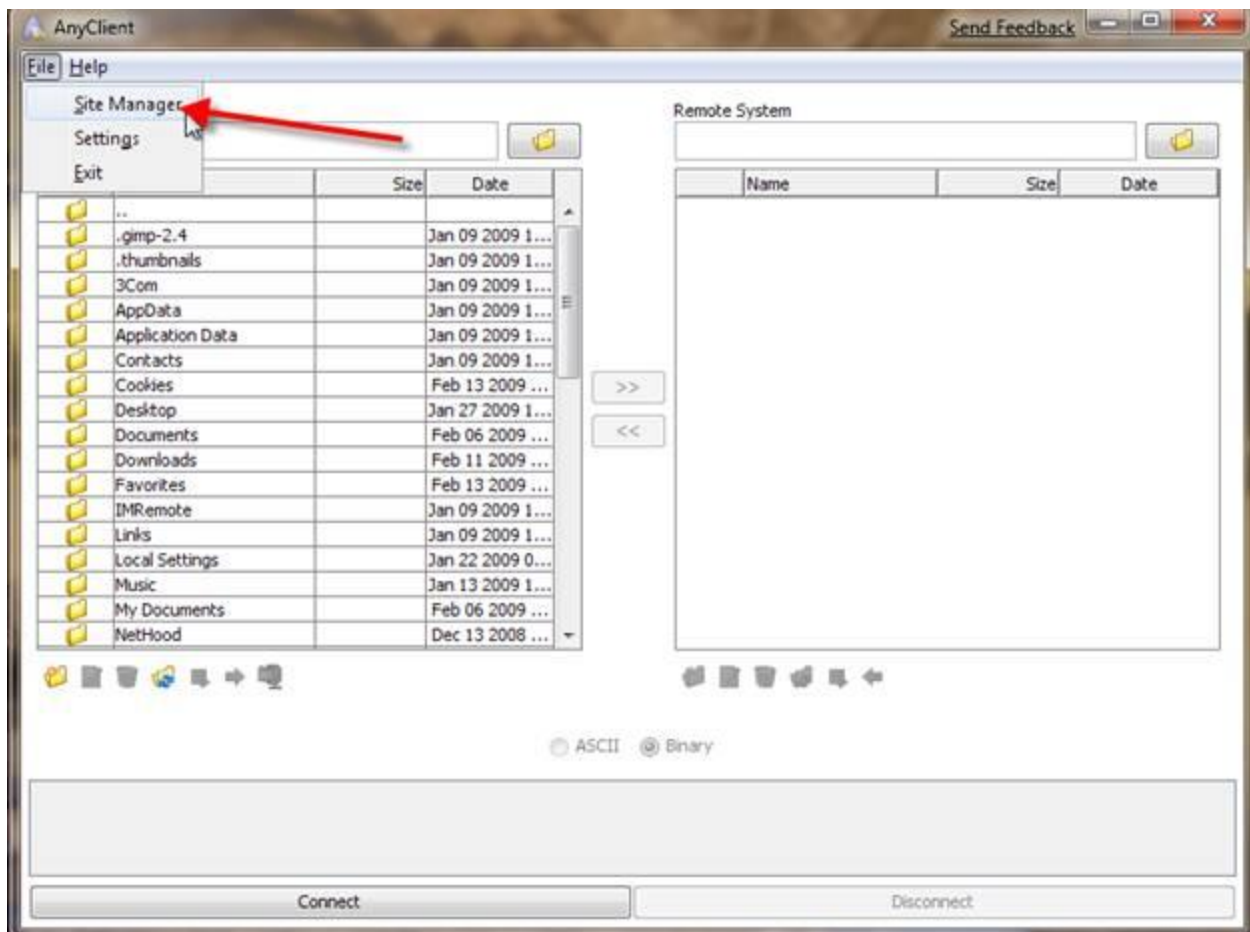 AnyClient Send Feedback
File Help
Site Manager
Settings
Exit
Remote System
Size Date
Name Size Date
..
.gimp-2.4 Jan 09 2009 1...
.thumbnails Jan 09 2009 1...
3Com Jan 09 2009 1...
AppData Jan 09 2009 1...
Application Data Jan 09 2009 1...
Contacts Jan 09 2009 1...
Cookies Feb 13 2009 ...
Desktop Jan 27 2009 1...
Documents Feb 06 2009 ...
Downloads Feb 11 2009 ...
Favorites Feb 13 2009 ...
IMRemote Jan 09 2009 1...
Links Jan 09 2009 1...
Local Settings Jan 22 2009 0...
Music Jan 13 2009 1...
My Documents Feb 06 2009 ...
NetHood Dec 13 2008 ...
>>
<<
ASCII Binary
Connect Disconnect